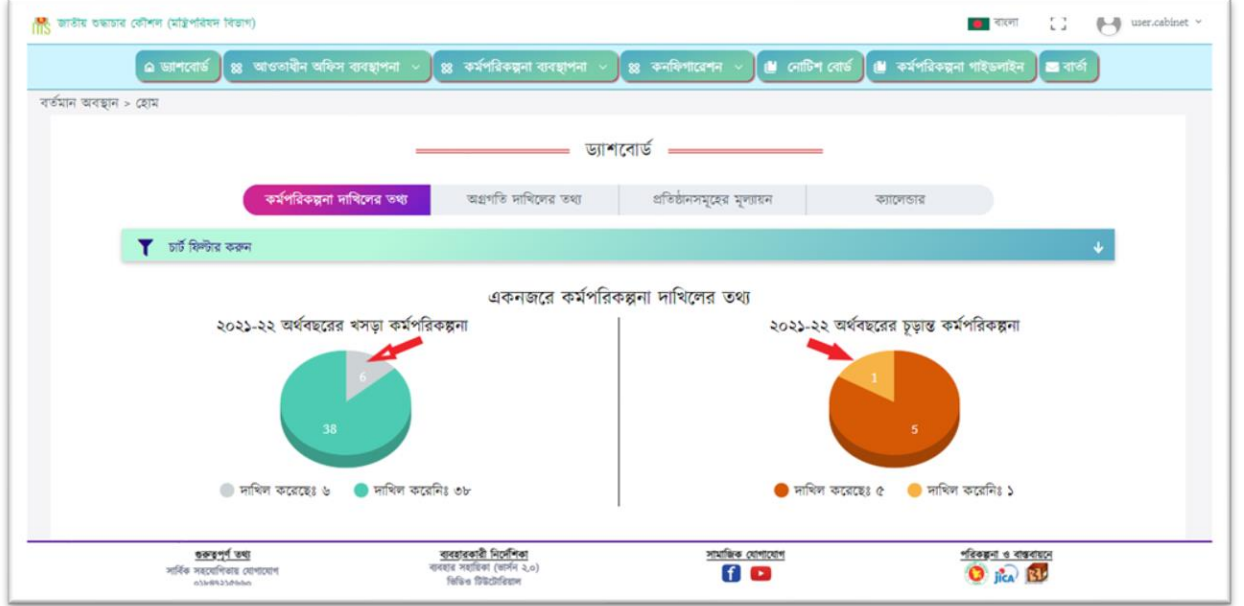 জাতীয় শুদ্ধাচার কৌশল (মন্ত্রিপরিষদ বিভাগ)
বাংলা
user.cabinet
ড্যাশবোর্ড
আওতাধীন অফিস ব্যবস্থাপনা
কর্মপরিকল্পনা ব্যবস্থাপনা
কনফিগারেশন
নোটিশ বোর্ড
কর্মপরিকল্পনা গাইডলাইন
বার্তা
বর্তমান অবস্থান > হোম
ড্যাশবোর্ড
কর্মপরিকল্পনা দাখিলের তথ্য
অগ্রগতি দাখিলের তথ্য
প্রতিষ্ঠানসমূহের মূল্যায়ন
ক্যালেন্ডার
চার্ট ফিল্টার করুন
একনজরে কর্মপরিকল্পনা দাখিলের তথ্য
২০২১-২২ অর্থবছরের খসড়া কর্মপরিকল্পনা
6
38
দাখিল করেছেঃ ৬
দাখিল করেনিঃ ৩৮
২০২১-২২ অর্থবছরের চূড়ান্ত কর্মপরিকল্পনা
1
5
দাখিল করেছেঃ ৫
দাখিল করেনিঃ ১
গুরুত্বপূর্ণ তথ্য
সার্বিক সহযোগিতায় যোগাযোগ
ব্যবহারকারী নির্দেশিকা
ব্যবহার সহায়িকা (ভার্সন ২.০)
ভিডিও টিউটোরিয়াল
সামাজিক যোগাযোগ
পরিকল্পনা ও বাস্তবায়নে
jica